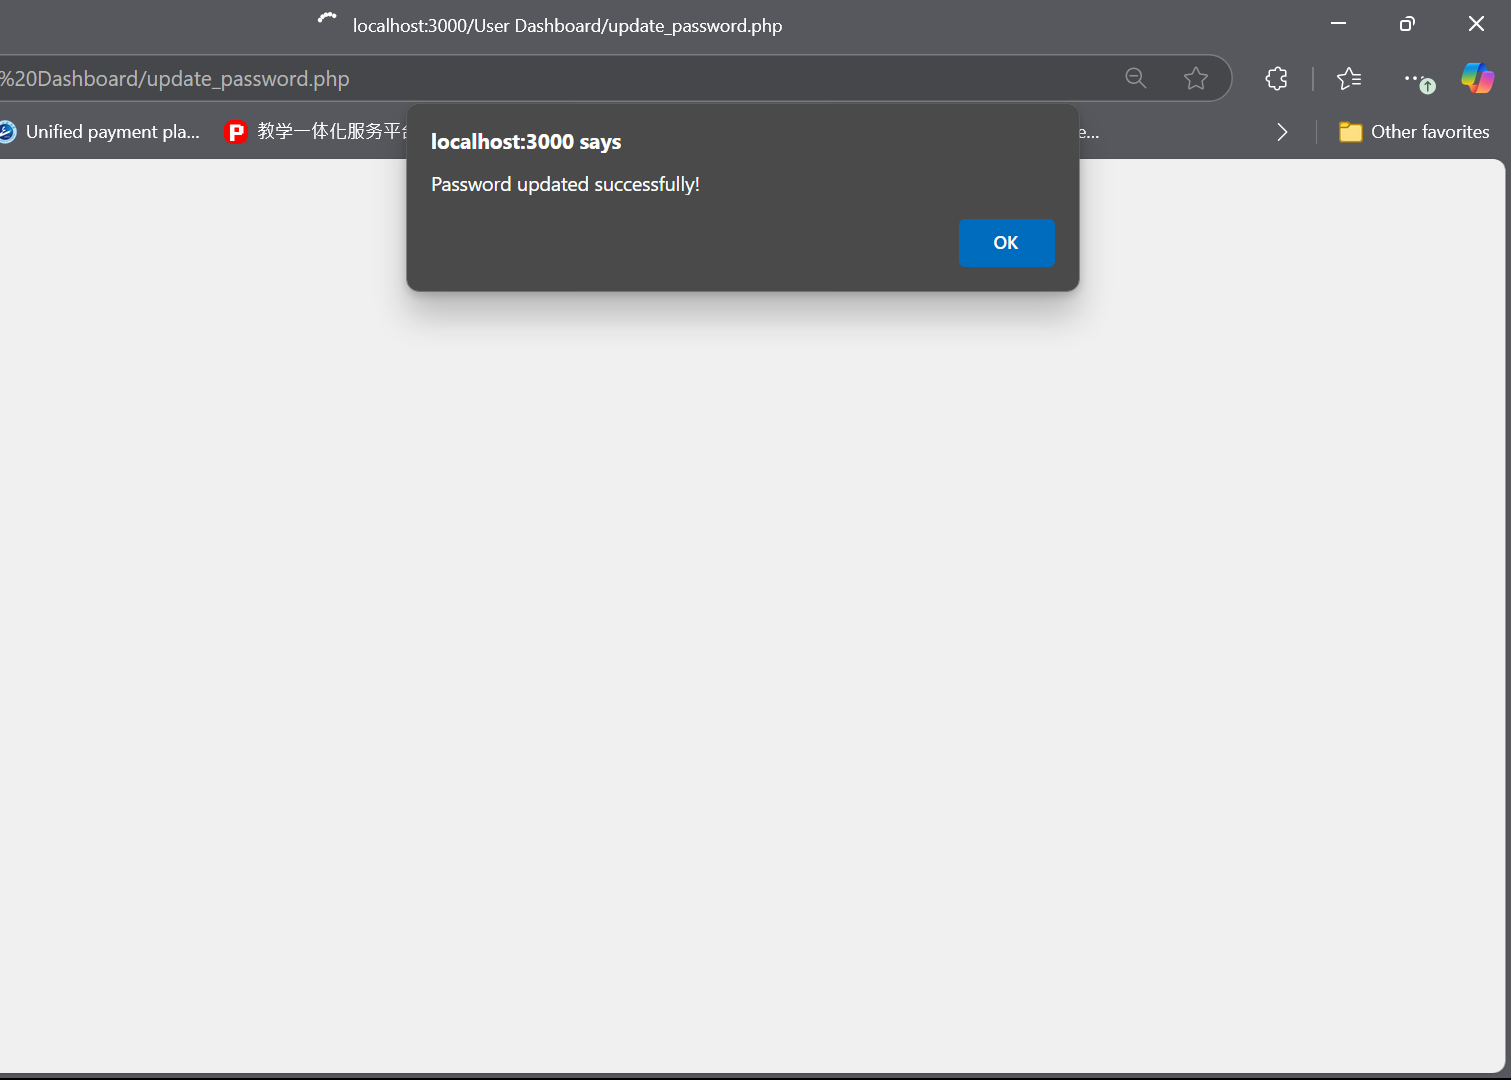 localhost:3000/User Dashboard/update_password.php
%20Dashboard/update_password.php
Unified payment pla...
P 教学一体化服务平台
e...
Other favorites
localhost:3000 says
Password updated successfully!
OK